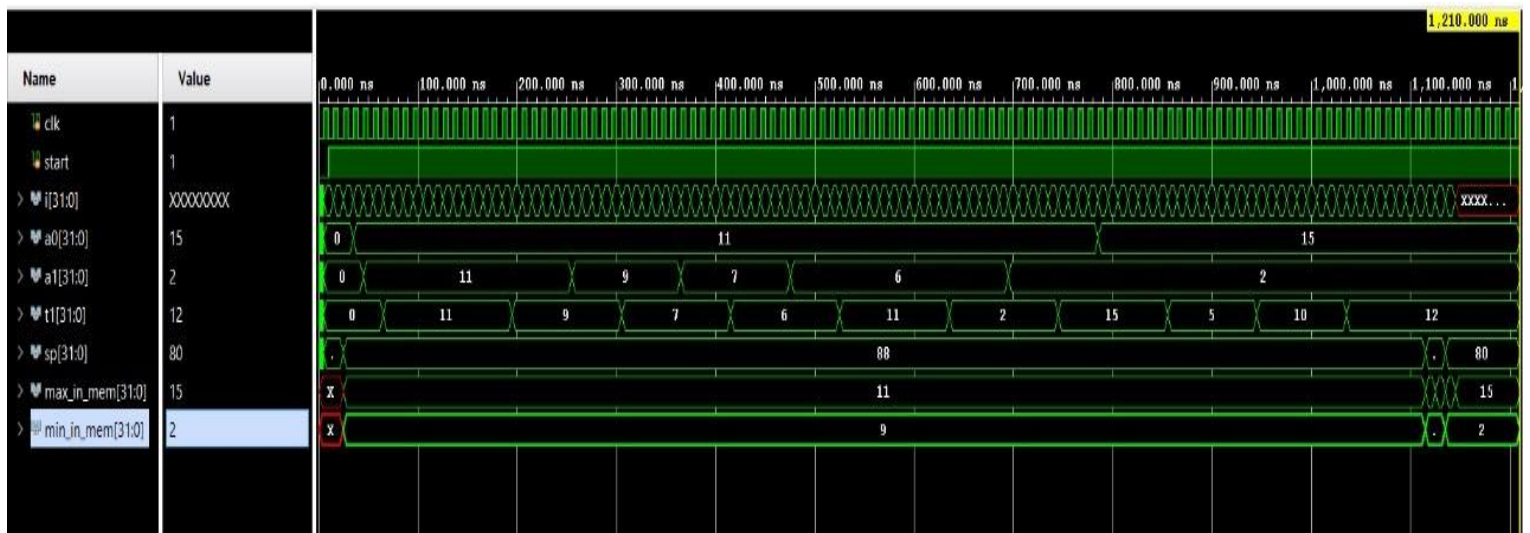 1,210.000 ns
Name Value
0.000 ns 100.000 ns 200.000 ns 300.000 ns 400.000 ns 500.000 ns 600.000 ns 700.000 ns 800.000 ns 900.000 ns 1,000.000 ns 1,100.000 ns 1,
clk 1
start 1
i[31:0] XXXXXXXX XXXX...
a0[31:0] 15 0 11 15
a1[31:0] 2 0 11 9 7 6 2
t1[31:0] 12 0 11 9 7 6 11 2 15 5 10 12
sp[31:0] 80 . 88 . 80
max_in_mem[31:0] 15 X 11 15
min_in_mem[31:0] 2 X 9 . 2